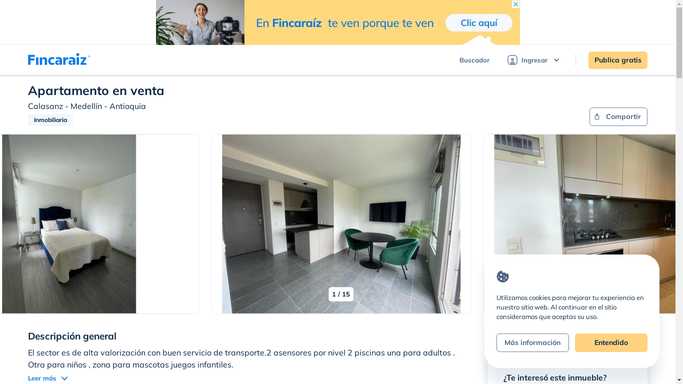 En Fincaraíz te ven porque te ven
Clic aquí
Fincaraíz
Buscador
Ingresar
Publica gratis
Apartamento en venta
Calasanz - Medellín - Antioquia
Inmobiliaria
Compartir
1 / 15
Utilizamos cookies para mejorar tu experiencia en
nuestro sitio web. Al continuar en el sitio
consideramos que aceptas su uso.
Más información
Entendido
Descripción general
El sector es de alta valorización con buen servicio de transporte.2 asensores por nivel 2 piscinas una para adultos .
Otra para niños . zona para mascotas juegos infantiles.
Leer más
¿Te interesó este inmueble?